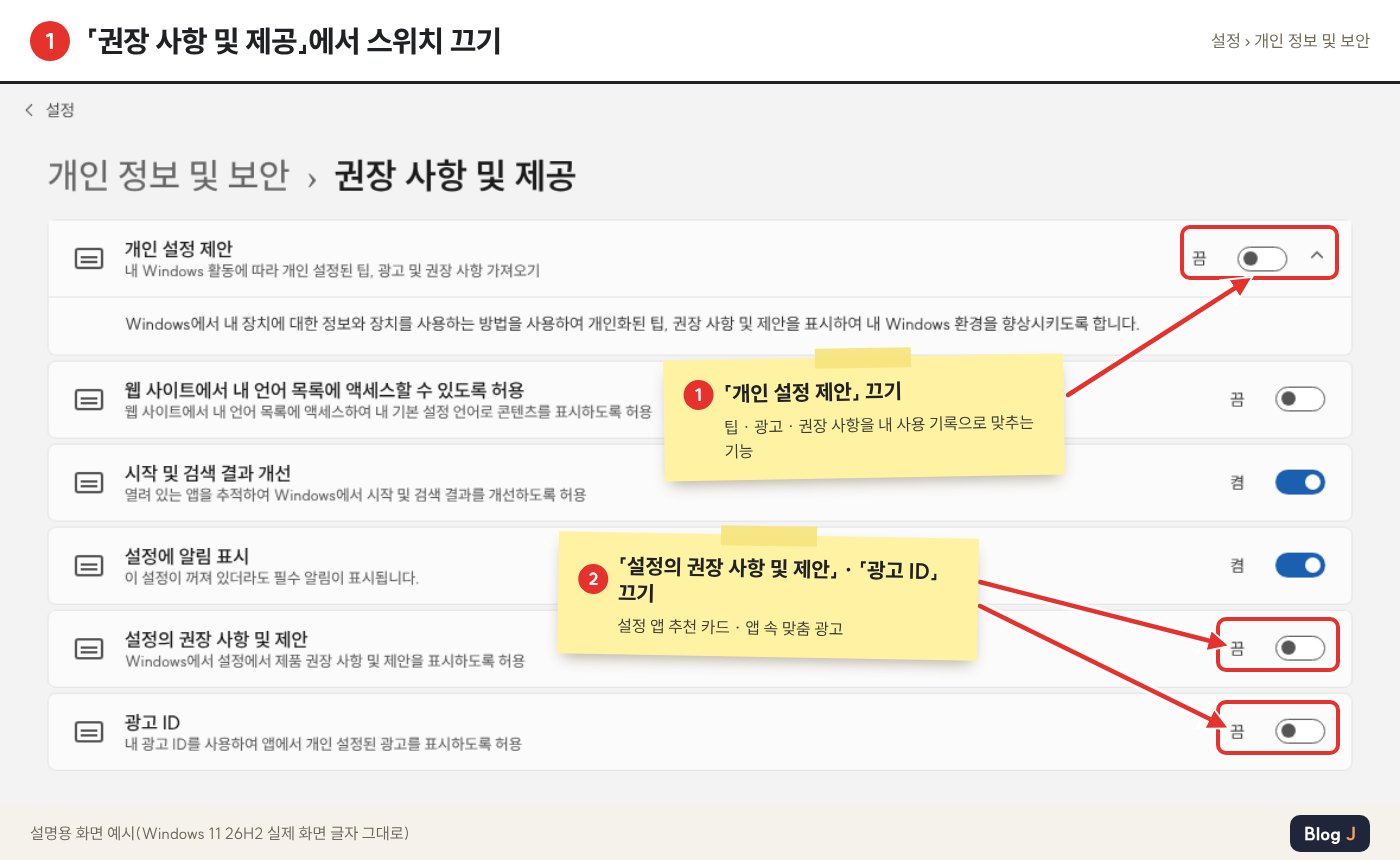 1 「권장 사항 및 제공」에서 스위치 끄기
설정 › 개인 정보 및 보안
설정
개인 정보 및 보안 › 권장 사항 및 제공
개인 설정 제안
내 Windows 활동에 따라 개인 설정된 팁, 광고 및 권장 사항 가져오기
끔
Windows에서 내 장치에 대한 정보와 장치를 사용하는 방법을 사용하여 개인화된 팁, 권장 사항 및 제안을 표시하여 내 Windows 환경을 향상시키도록 합니다.
웹 사이트에서 내 언어 목록에 액세스할 수 있도록 허용
웹 사이트에서 내 언어 목록에 액세스하여 내 기본 설정 언어로 콘텐츠를 표시하도록 허용
끔
1 「개인 설정 제안」 끄기
팁 · 광고 · 권장 사항을 내 사용 기록으로 맞추는
기능
시작 및 검색 결과 개선
열려 있는 앱을 추적하여 Windows에서 시작 및 검색 결과를 개선하도록 허용
켬
설정에 알림 표시
이 설정이 꺼져 있더라도 필수 알림이 표시됩니다.
켬
2 「설정의 권장 사항 및 제안」 · 「광고 ID」
끄기
설정 앱 추천 카드 · 앱 속 맞춤 광고
설정의 권장 사항 및 제안
Windows에서 설정에서 제품 권장 사항 및 제안을 표시하도록 허용
끔
광고 ID
내 광고 ID를 사용하여 앱에서 개인 설정된 광고를 표시하도록 허용
끔
설명용 화면 예시(Windows 11 26H2 실제 화면 글자 그대로)
Blog J